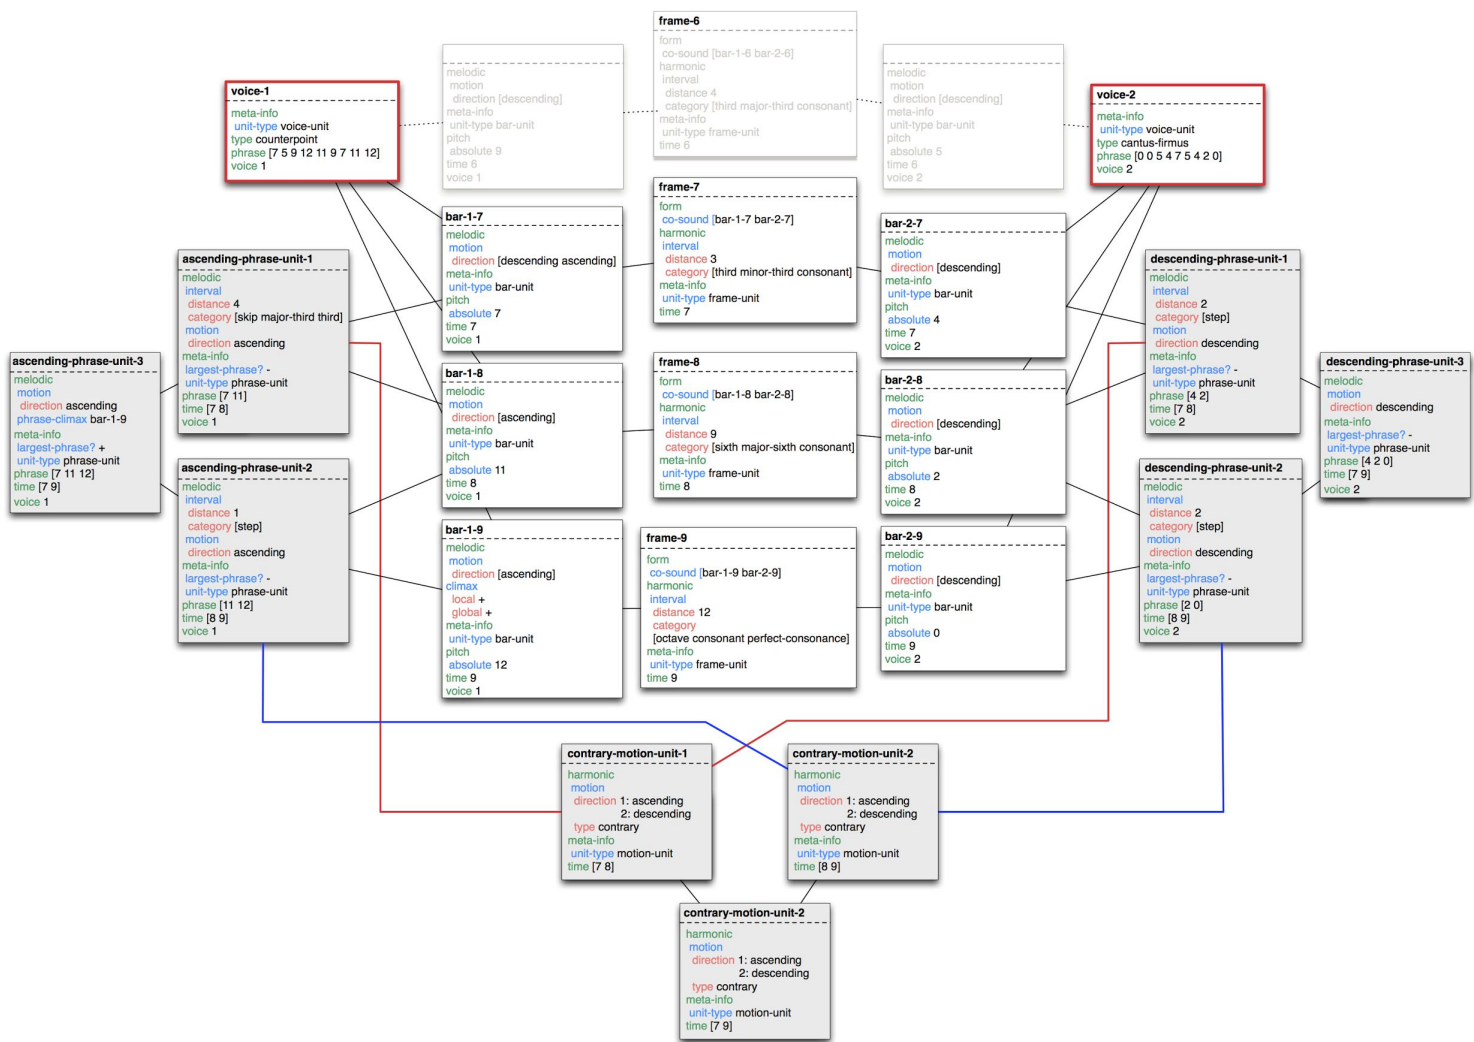 frame-6
form
co-sound [bar-1-6 bar-2-6]
harmonic
interval
distance 4
category [third major-third consonant]
meta-info
unit-type frame-unit
time 6
melodic
motion
direction [descending]
meta-info
unit-type bar-unit
pitch
absolute 9
time 6
voice 1
melodic
motion
direction [descending]
meta-info
unit-type bar-unit
pitch
absolute 5
time 6
voice 2
voice-1
meta-info
unit-type voice-unit
type counterpoint
phrase [7 5 9 12 11 9 7 11 12]
voice 1
voice-2
meta-info
unit-type voice-unit
type cantus-firmus
phrase [0 0 5 4 7 5 4 2 0]
voice 2
bar-1-7
melodic
motion
direction [descending ascending]
meta-info
unit-type bar-unit
pitch
absolute 7
time 7
voice 1
frame-7
form
co-sound [bar-1-7 bar-2-7]
harmonic
interval
distance 3
category [third minor-third consonant]
meta-info
unit-type frame-unit
time 7
bar-2-7
melodic
motion
direction [descending]
meta-info
unit-type bar-unit
pitch
absolute 4
time 7
voice 2
ascending-phrase-unit-1
melodic
interval
distance 4
category [skip major-third third]
motion
direction ascending
meta-info
largest-phrase? -
unit-type phrase-unit
phrase [7 11]
time [7 8]
voice 1
descending-phrase-unit-1
melodic
interval
distance 2
category [step]
motion
direction descending
meta-info
largest-phrase? -
unit-type phrase-unit
phrase [4 2]
time [7 8]
voice 2
ascending-phrase-unit-3
melodic
motion
direction ascending
phrase-climax bar-1-9
meta-info
largest-phrase? +
unit-type phrase-unit
phrase [7 11 12]
time [7 9]
voice 1
bar-1-8
melodic
motion
direction [ascending]
meta-info
unit-type bar-unit
pitch
absolute 11
time 8
voice 1
frame-8
form
co-sound [bar-1-8 bar-2-8]
harmonic
interval
distance 9
category [sixth major-sixth consonant]
meta-info
unit-type frame-unit
time 8
bar-2-8
melodic
motion
direction [descending]
meta-info
unit-type bar-unit
pitch
absolute 2
time 8
voice 2
descending-phrase-unit-3
melodic
motion
direction descending
meta-info
largest-phrase? -
unit-type phrase-unit
phrase [4 2 0]
time [7 9]
voice 2
ascending-phrase-unit-2
melodic
interval
distance 1
category [step]
motion
direction ascending
meta-info
largest-phrase? -
unit-type phrase-unit
phrase [11 12]
time [8 9]
voice 1
descending-phrase-unit-2
melodic
interval
distance 2
category [step]
motion
direction descending
meta-info
largest-phrase? -
unit-type phrase-unit
phrase [2 0]
time [8 9]
voice 2
bar-1-9
melodic
motion
direction [ascending]
climax
local +
global +
meta-info
unit-type bar-unit
pitch
absolute 12
time 9
voice 1
frame-9
form
co-sound [bar-1-9 bar-2-9]
harmonic
interval
distance 12
category
[octave consonant perfect-consonance]
meta-info
unit-type frame-unit
time 9
bar-2-9
melodic
motion
direction [descending]
meta-info
unit-type bar-unit
pitch
absolute 0
time 9
voice 2
contrary-motion-unit-1
harmonic
motion
direction 1: ascending
2: descending
type contrary
meta-info
unit-type motion-unit
time [7 8]
contrary-motion-unit-2
harmonic
motion
direction 1: ascending
2: descending
type contrary
meta-info
unit-type motion-unit
time [8 9]
contrary-motion-unit-2
harmonic
motion
direction 1: ascending
2: descending
type contrary
meta-info
unit-type motion-unit
time [7 9]